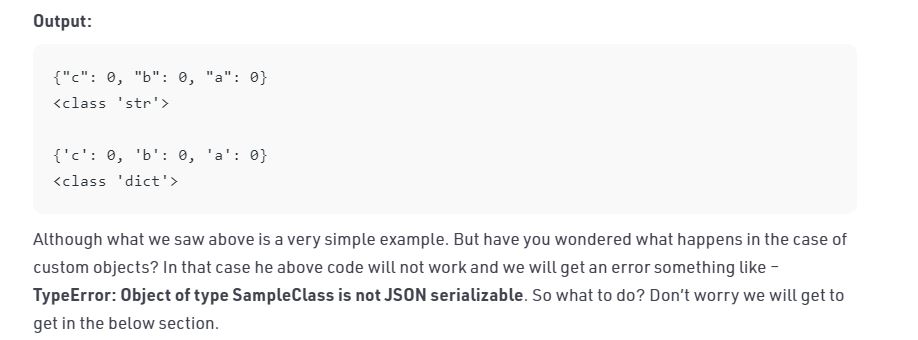 Output:
{"c": 0, "b": 0, "a": 0}
<class 'str'>
{'c': 0, 'b': 0, 'a': 0}
<class 'dict'>
Although what we saw above is a very simple example. But have you wondered what happens in the case of
custom objects? In that case he above code will not work and we will get an error something like –
TypeError: Object of type SampleClass is not JSON serializable. So what to do? Don't worry we will get to
get in the below section.